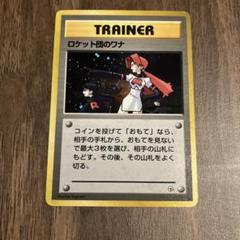 TRAINER
ロケット団のワナ
コインを投げて「おもて」なら、
相手の手札から、おもてを見ない
で最大3枚を選び、相手の山札
にもどす。その後、その山札をよく
切る。